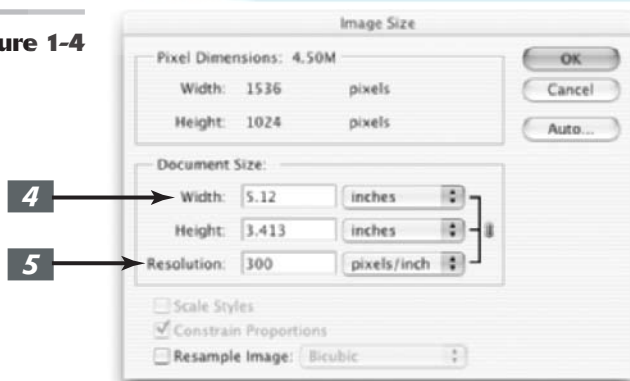 ure 1-4
Image Size
Pixel Dimensions: 4.50M
Width: 1536 pixels
Height: 1024 pixels
OK
Cancel
Auto...
Document Size:
4
Width: 5.12 inches
Height: 3.413 inches
5
Resolution: 300 pixels/inch
Scale Styles
Constrain Proportions
Resample Image: Bicubic